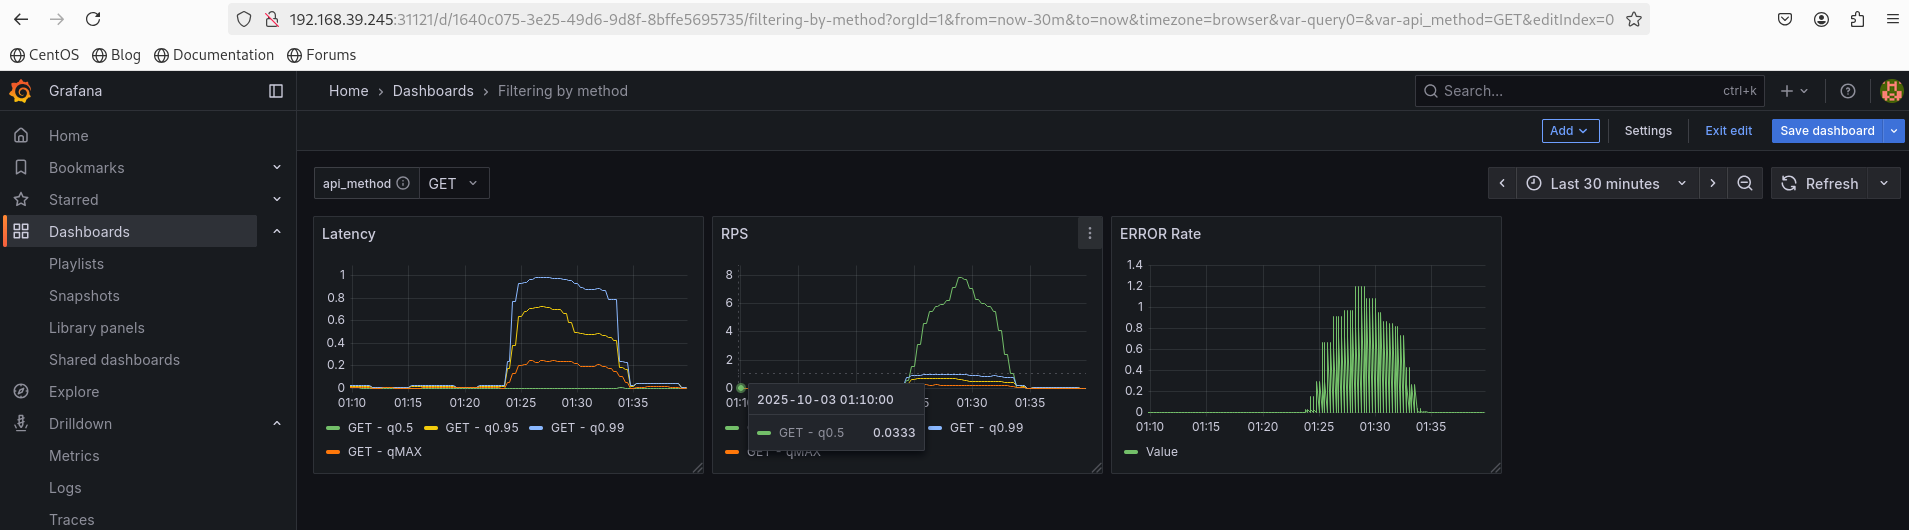 192.168.39.245:31121/d/1640c075-3e25-49d6-9d8f-8bffe5695735/filtering-by-method?orgId=1&from=now-30m&to=now&timezone=browser&var-query0=&var-api_method=GET&editIndex=0
CentOS Blog Documentation Forums
Grafana Home › Dashboards › Filtering by method Search... ctrl+k
Home
Add Settings Exit edit Save dashboard
Bookmarks
api_method GET Last 30 minutes Refresh
Starred
Dashboards
Playlists
Snapshots
Library panels
Shared dashboards
Explore
Drilldown
Metrics
Logs
Traces
Latency
1
0.8
0.6
0.4
0.2
0
01:10 01:15 01:20 01:25 01:30 01:35
GET - q0.5 GET - q0.95 GET - q0.99
GET - qMAX
RPS
8
6
4
2
0
01:30 01:35
2025-10-03 01:10:00
GET - q0.5 0.0333
GET - q0.99
GET - qMAX
ERROR Rate
1.4
1.2
1
0.8
0.6
0.4
0.2
0
01:10 01:15 01:20 01:25 01:30 01:35
Value